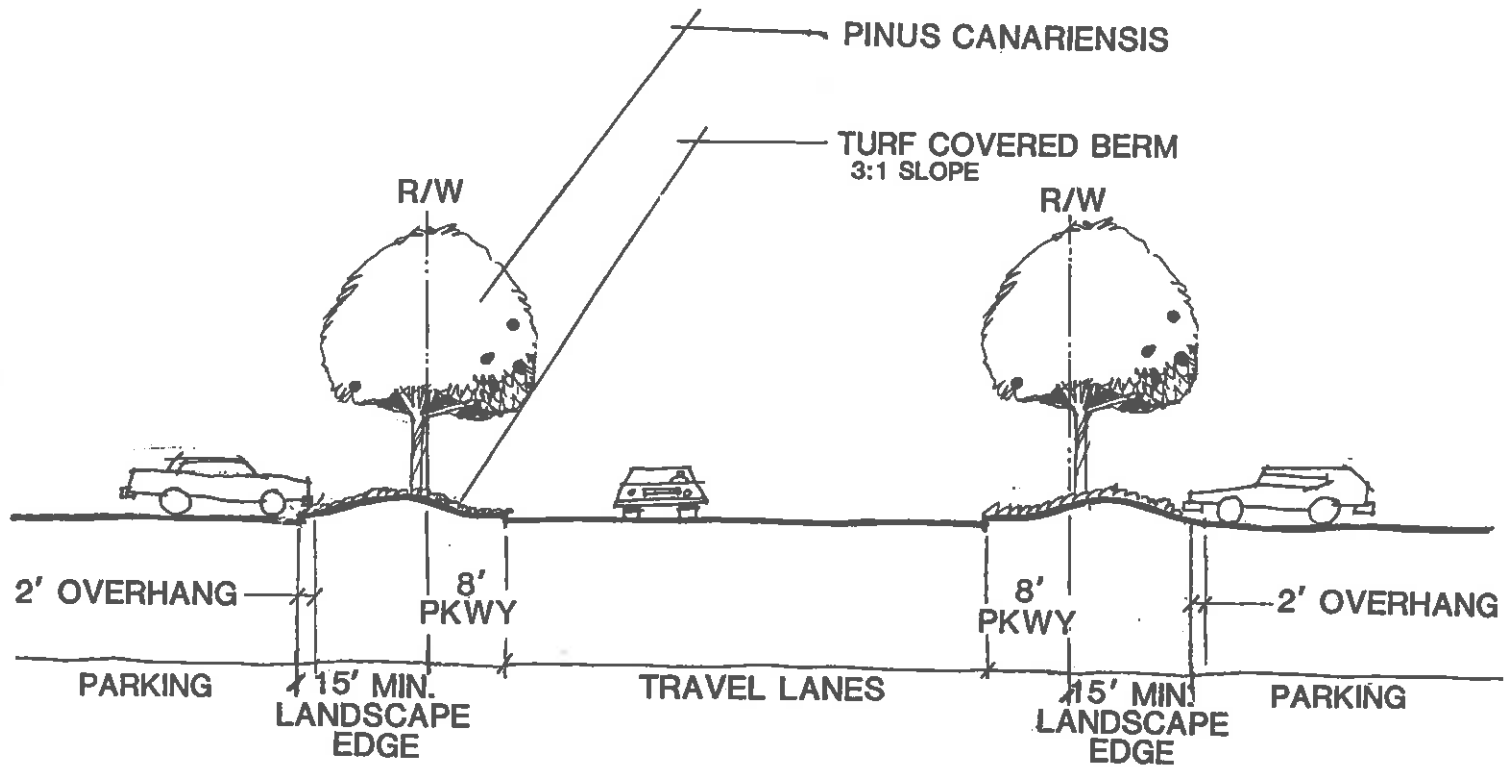 PINUS CANARIENSIS
TURF COVERED BERM
3:1 SLOPE
R/W
R/W
2' OVERHANG
8'
PKWY
8'
PKWY
2' OVERHANG
PARKING
15' MIN.
LANDSCAPE
EDGE
TRAVEL LANES
15' MIN.
LANDSCAPE
EDGE
PARKING